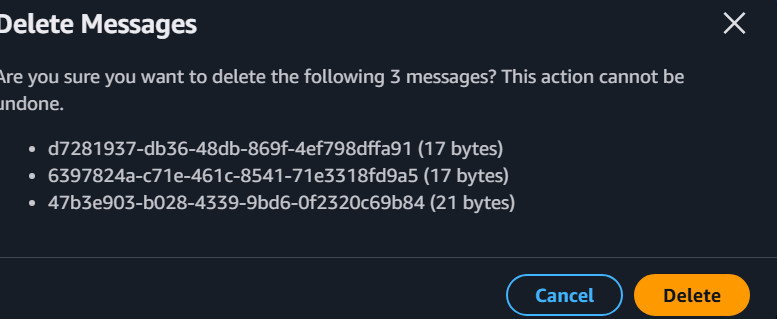 Delete Messages
Are you sure you want to delete the following 3 messages? This action cannot be
undone.
d7281937-db36-48db-869f-4ef798dffa91 (17 bytes)
6397824a-c71e-461c-8541-71e3318fd9a5 (17 bytes)
47b3e903-b028-4339-9bd6-0f2320c69b84 (21 bytes)
Cancel Delete